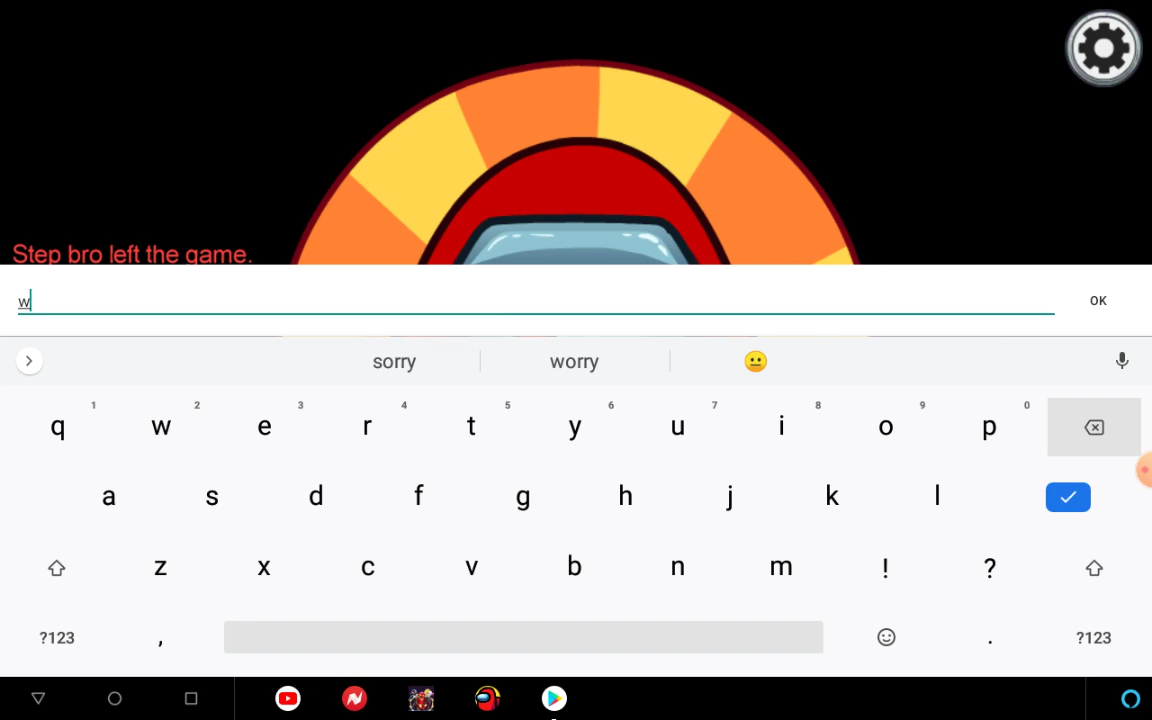 Step bro left the game.
w
OK
sorry worry
1 2 3 4 5 6 7 8 9 0
q w e r t y u i o p
a s d f g h j k l
z x c v b n m ! ?
?123 , . ?123